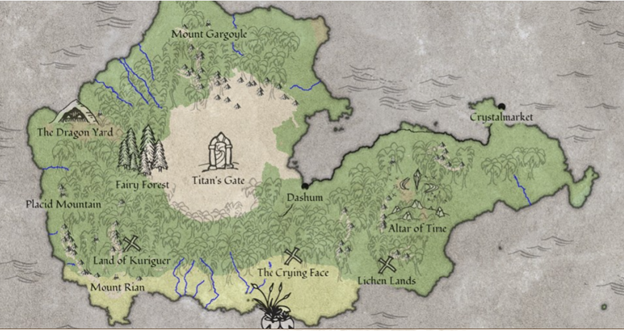 Mount Gargoyle
Crystalmarket
The Dragon Yard
Fairy Forest
Titan's Gate
Dashum
Placid Mountain
Altar of Time
Land of Kuriguer
The Crying Face
Lichen Lands
Mount Rian